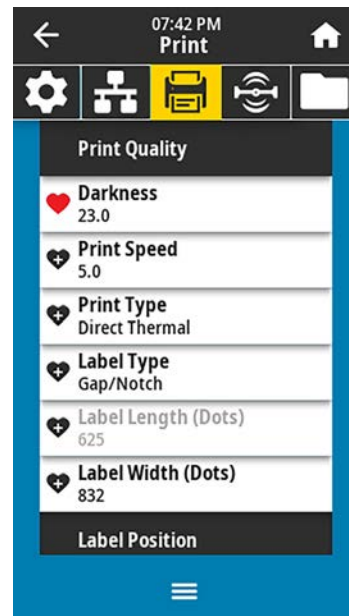 07:42 PM
Print
Print Quality
Darkness
23.0
Print Speed
5.0
Print Type
Direct Thermal
Label Type
Gap/Notch
Label Length (Dots)
625
Label Width (Dots)
832
Label Position